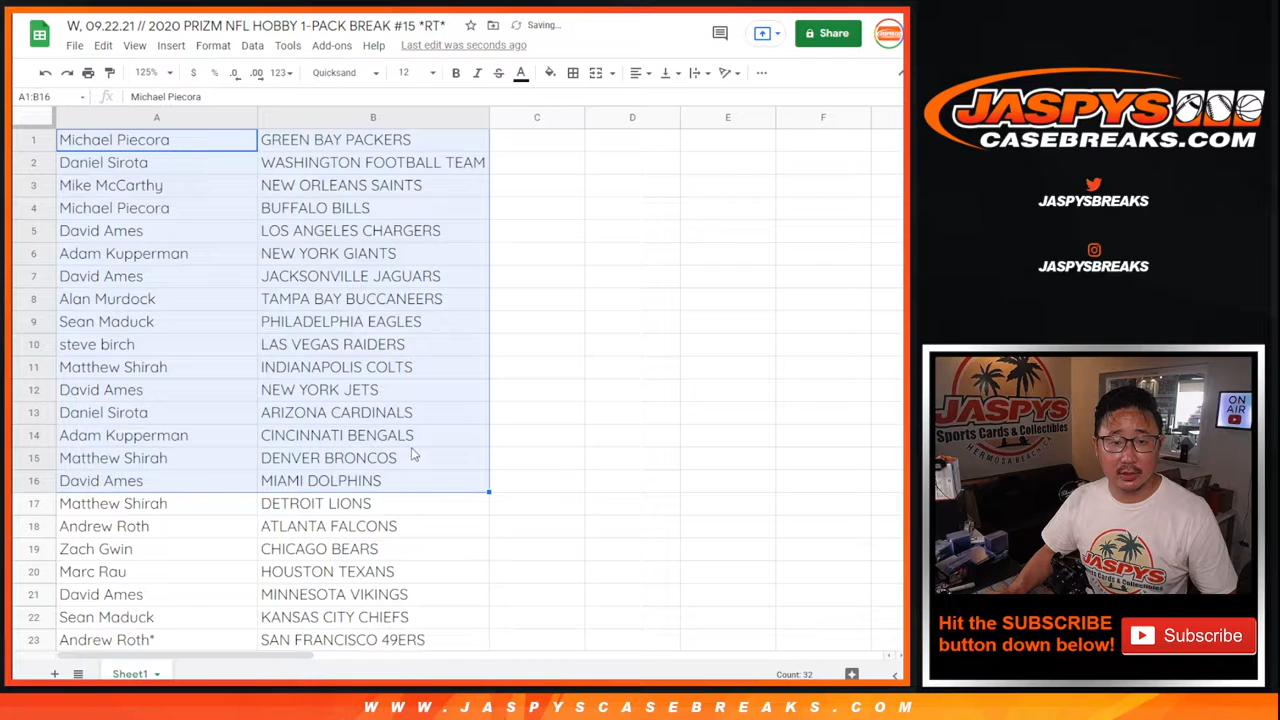 W, 09.22.21 // 2020 PRIZM NFL HOBBY 1-PACK BREAK #15 *RT*
Saving...
File Edit View Insert Format Data Tools Add-ons Help Last edit was seconds ago
Share
125% $ % .0 .00 123 Quicksand 12 B I S A
A1:B16 fx Michael Piecora
A B C D E F
1 Michael Piecora GREEN BAY PACKERS
2 Daniel Sirota WASHINGTON FOOTBALL TEAM
3 Mike McCarthy NEW ORLEANS SAINTS
4 Michael Piecora BUFFALO BILLS
5 David Ames LOS ANGELES CHARGERS
6 Adam Kupperman NEW YORK GIANTS
7 David Ames JACKSONVILLE JAGUARS
8 Alan Murdock TAMPA BAY BUCCANEERS
9 Sean Maduck PHILADELPHIA EAGLES
10 steve birch LAS VEGAS RAIDERS
11 Matthew Shirah INDIANAPOLIS COLTS
12 David Ames NEW YORK JETS
13 Daniel Sirota ARIZONA CARDINALS
14 Adam Kupperman CINCINNATI BENGALS
15 Matthew Shirah DENVER BRONCOS
16 David Ames MIAMI DOLPHINS
17 Matthew Shirah DETROIT LIONS
18 Andrew Roth ATLANTA FALCONS
19 Zach Gwin CHICAGO BEARS
20 Marc Rau HOUSTON TEXANS
21 David Ames MINNESOTA VIKINGS
22 Sean Maduck KANSAS CITY CHIEFS
23 Andrew Roth* SAN FRANCISCO 49ERS
Sheet1
Count: 32
JASPYS
CASEBREAKS.COM
JASPYSBREAKS
JASPYSBREAKS
JASPYS
Sports Cards & Collectibles
HERMOSA BEACH
ON AIR
JASPYS
Sports Cards & Collectibles
Hit the SUBSCRIBE
button down below!
Subscribe
WWW.JASPYSCASEBREAKS.COM